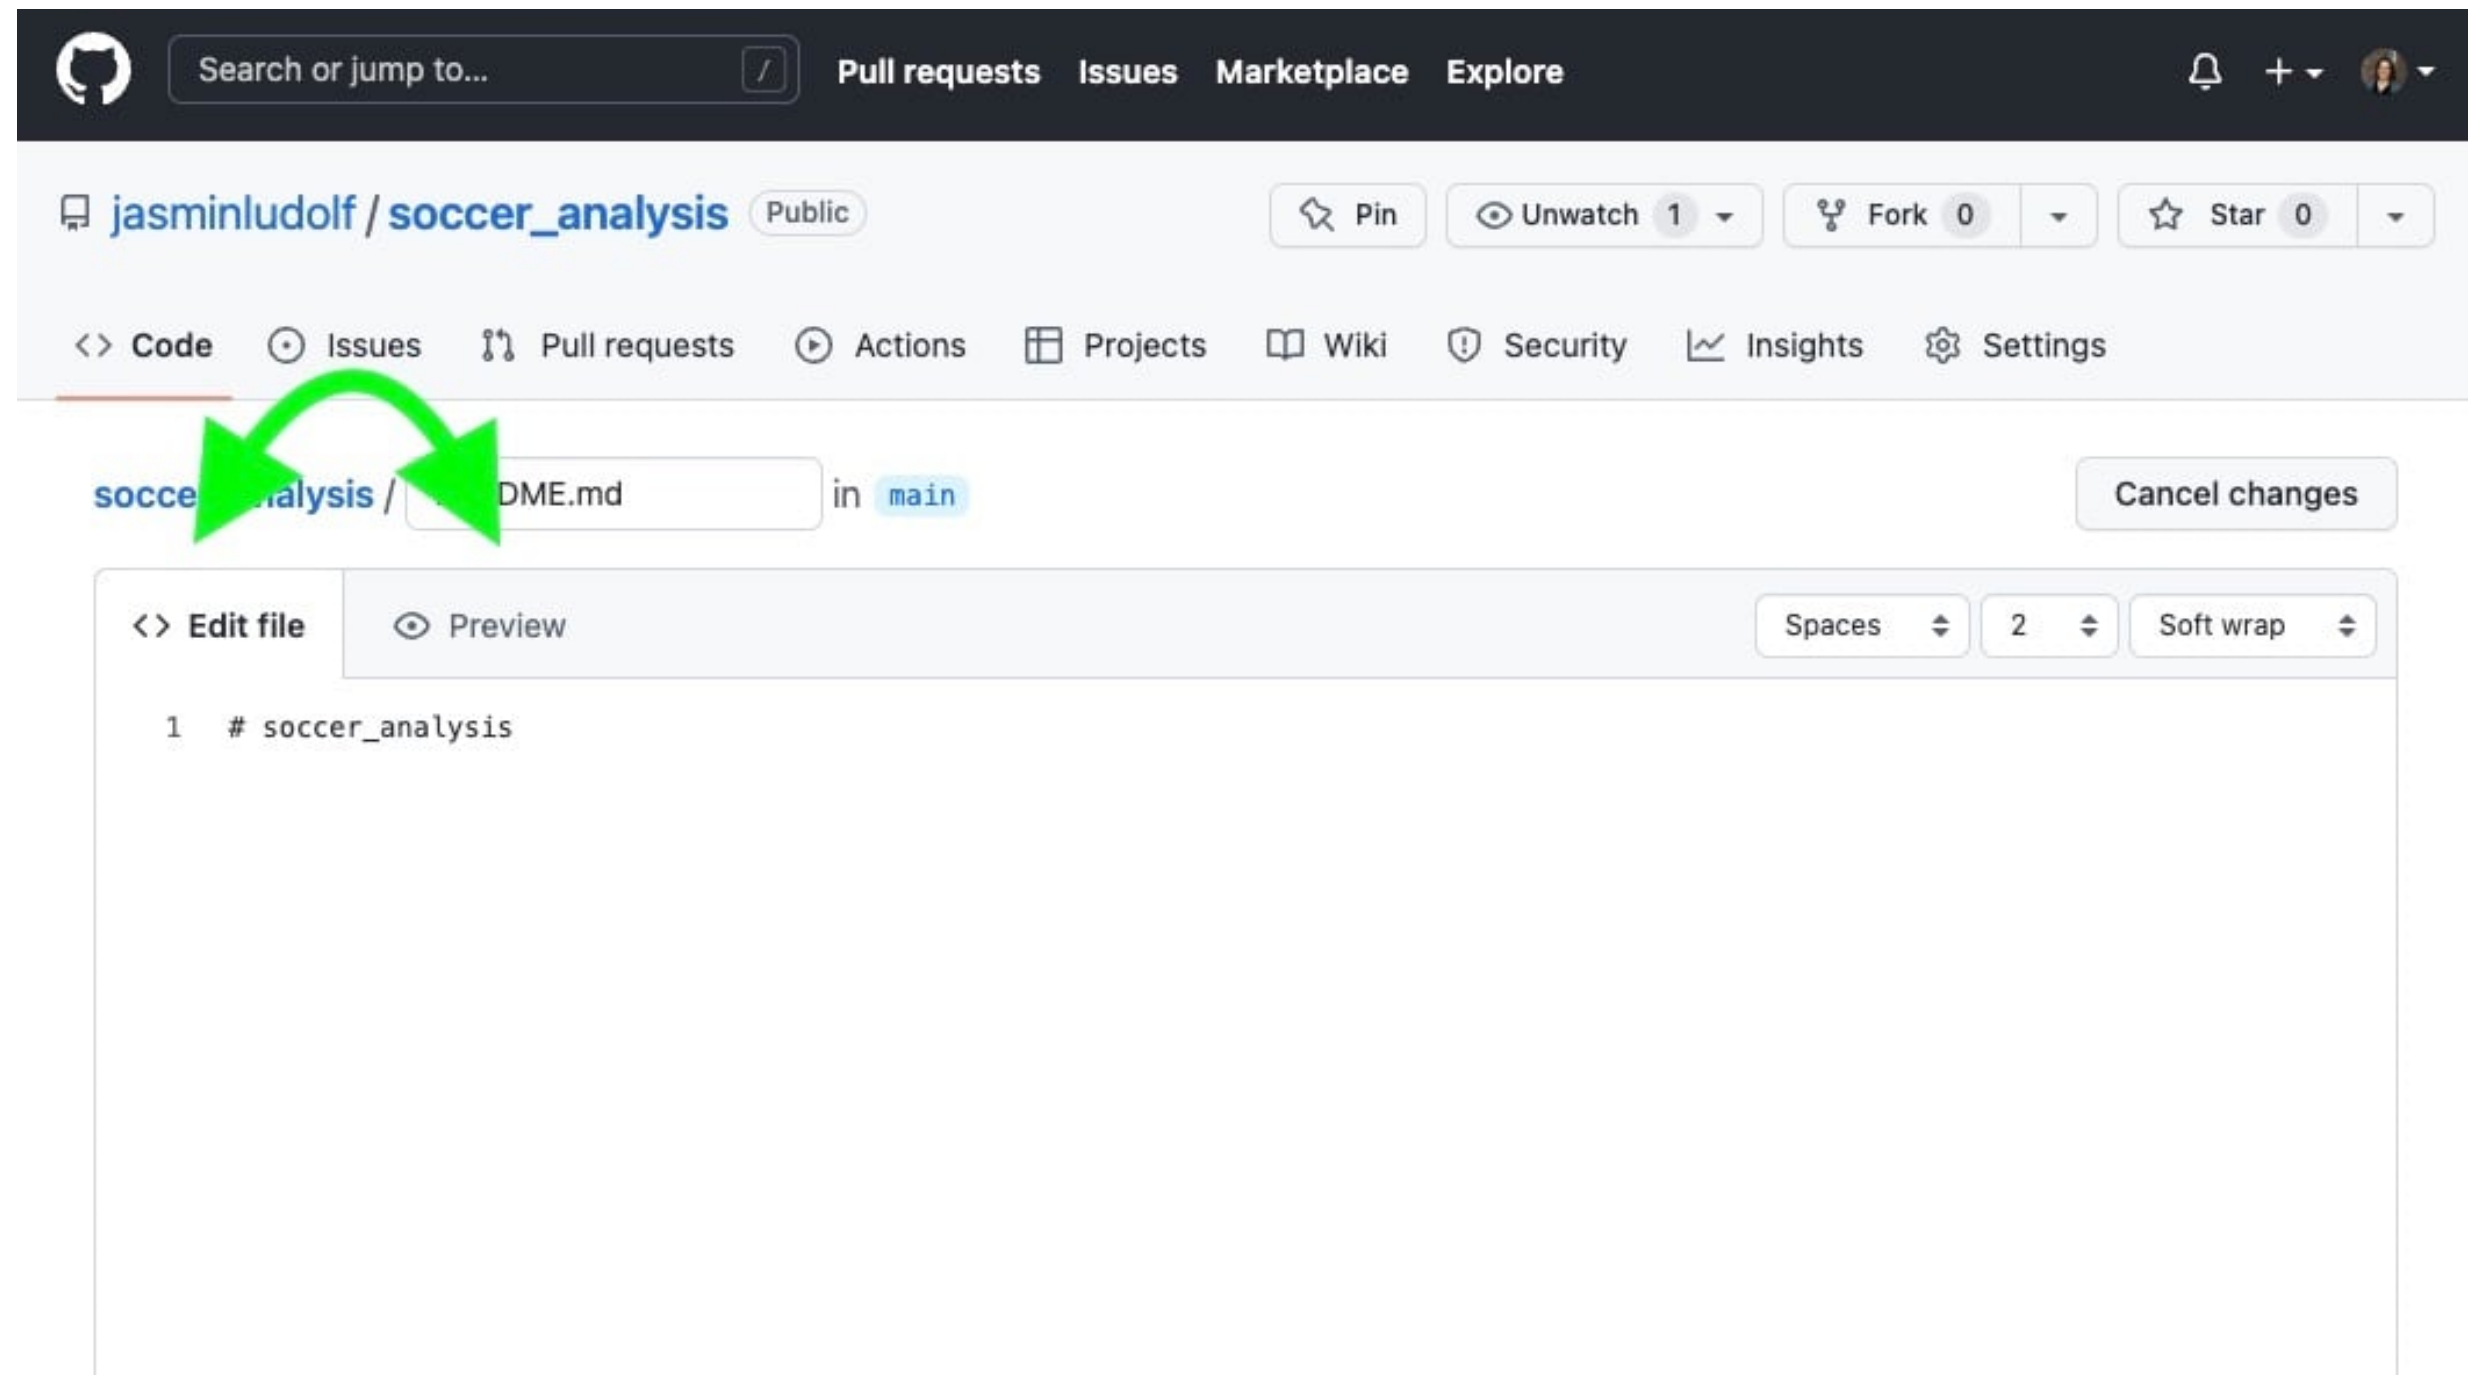 Search or jump to... / Pull requests Issues Marketplace Explore
jasminludolf / soccer_analysis Public Pin Unwatch 1 Fork 0 Star 0
Code Issues Pull requests Actions Projects Wiki Security Insights Settings
/ in main Cancel changes
Edit file Preview Spaces 2 Soft wrap
1 # soccer_analysis